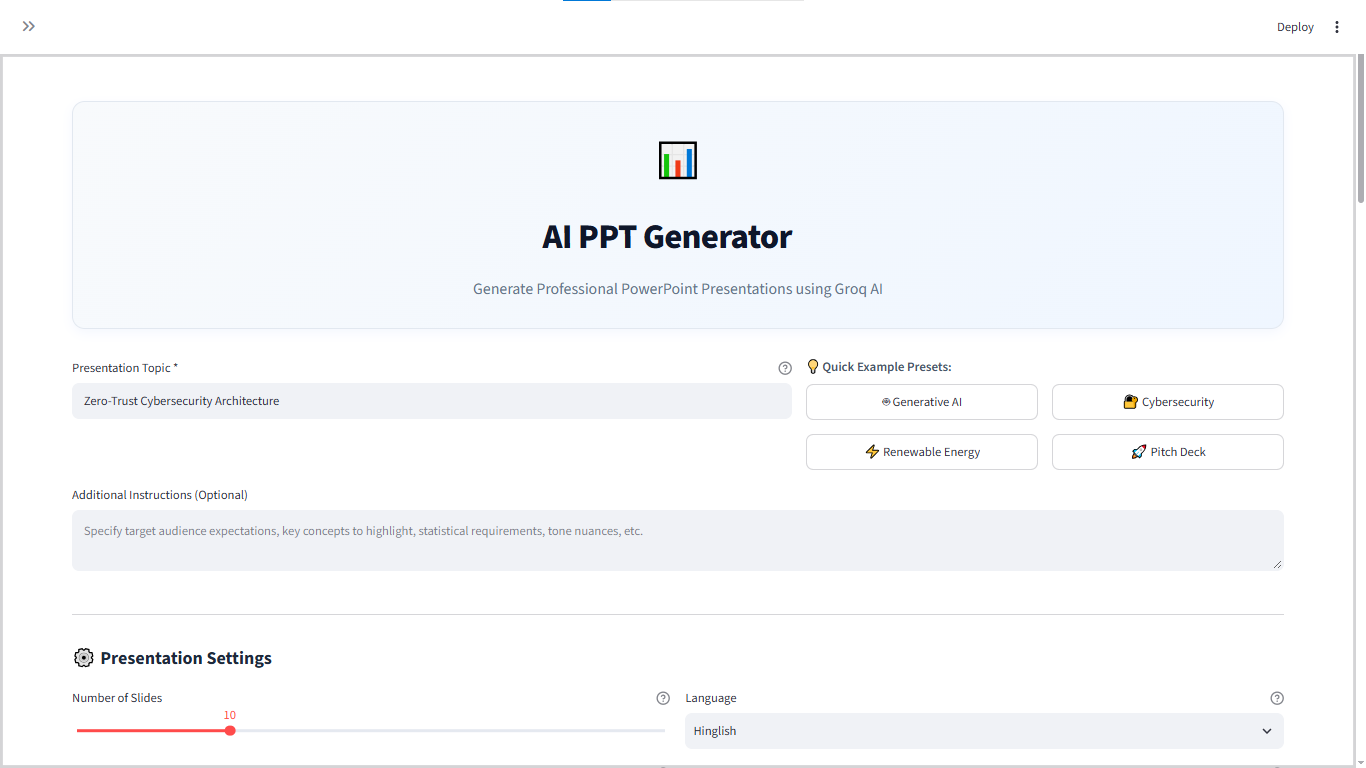 Deploy
AI PPT Generator
Generate Professional PowerPoint Presentations using Groq AI
Presentation Topic *
Zero-Trust Cybersecurity Architecture
💡 Quick Example Presets:
Generative AI
Cybersecurity
Renewable Energy
Pitch Deck
Additional Instructions (Optional)
Specify target audience expectations, key concepts to highlight, statistical requirements, tone nuances, etc.
Presentation Settings
Number of Slides
10
Language
Hinglish